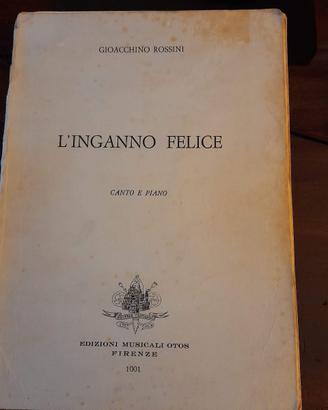 GIOACCHINO ROSSINI
L'INGANNO FELICE
CANTO E PIANO
EDIZIONI MUSICALI OTOS
FIRENZE
1001